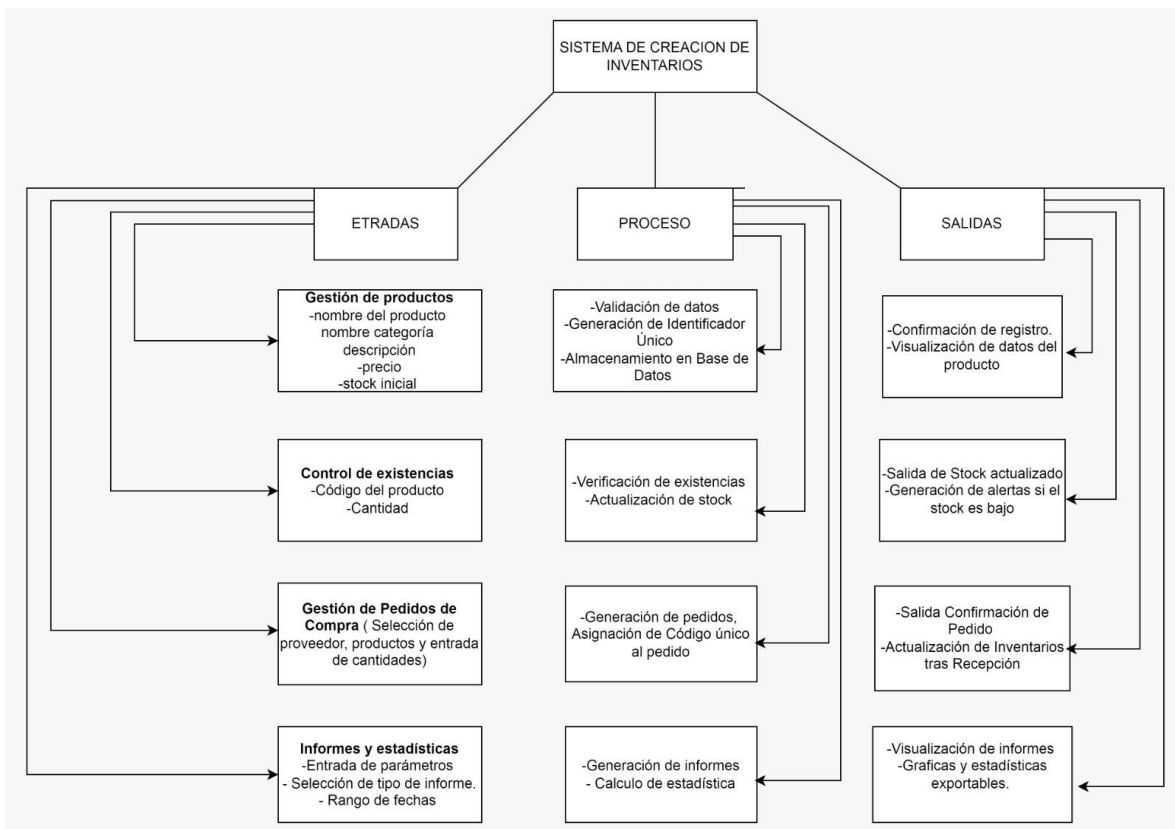 SISTEMA DE CREACION DE
INVENTARIOS
ETRADAS
PROCESO
SALIDAS
Gestión de productos
-nombre del producto
nombre categoría
descripción
-precio
-stock inicial
-Validación de datos
-Generación de Identificador
Único
-Almacenamiento en Base de
Datos
-Confirmación de registro.
-Visualización de datos del
producto
Control de existencias
-Código del producto
-Cantidad
-Verificación de existencias
-Actualización de stock
-Salida de Stock actualizado
-Generación de alertas si el
stock es bajo
Gestión de Pedidos de
Compra ( Selección de
proveedor, productos y entrada
de cantidades)
-Generación de pedidos,
Asignación de Código único
al pedido
-Salida Confirmación de
Pedido
-Actualización de Inventarios
tras Recepción
Informes y estadísticas
-Entrada de parámetros
- Selección de tipo de informe.
- Rango de fechas
-Generación de informes
- Calculo de estadística
-Visualización de informes
- Graficas y estadísticas
exportables.